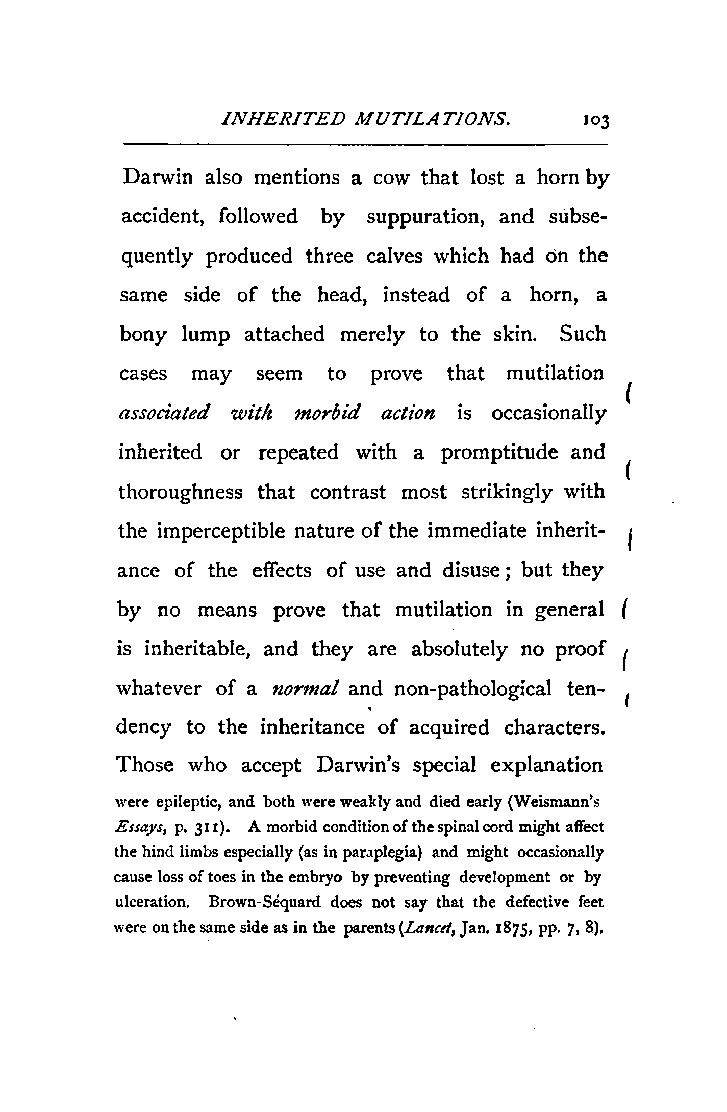 INHERITED MUTILATIONS. 103
Darwin also mentions a cow that lost a horn by
accident, followed by suppuration, and subse-
quently produced three calves which had on the
same side of the head, instead of a horn, a
bony lump attached merely to the skin. Such
cases may seem to prove that mutilation
associated with morbid action is occasionally
inherited or repeated with a promptitude and
thoroughness that contrast most strikingly with
the imperceptible nature of the immediate inherit-
ance of the effects of use and disuse; but they
by no means prove that mutilation in general
is inheritable, and they are absolutely no proof
whatever of a normal and non-pathological ten-
dency to the inheritance of acquired characters.
Those who accept Darwin's special explanation
were epileptic, and both were weakly and died early (Weismann's
Essays, p. 311). A morbid condition of the spinal cord might affect
the hind limbs especially (as in paraplegia) and might occasionally
cause loss of toes in the embryo by preventing development or by
ulceration. Brown-Séquard does not say that the defective feet
were on the same side as in the parents (Lancet, Jan. 1875, pp. 7, 8).